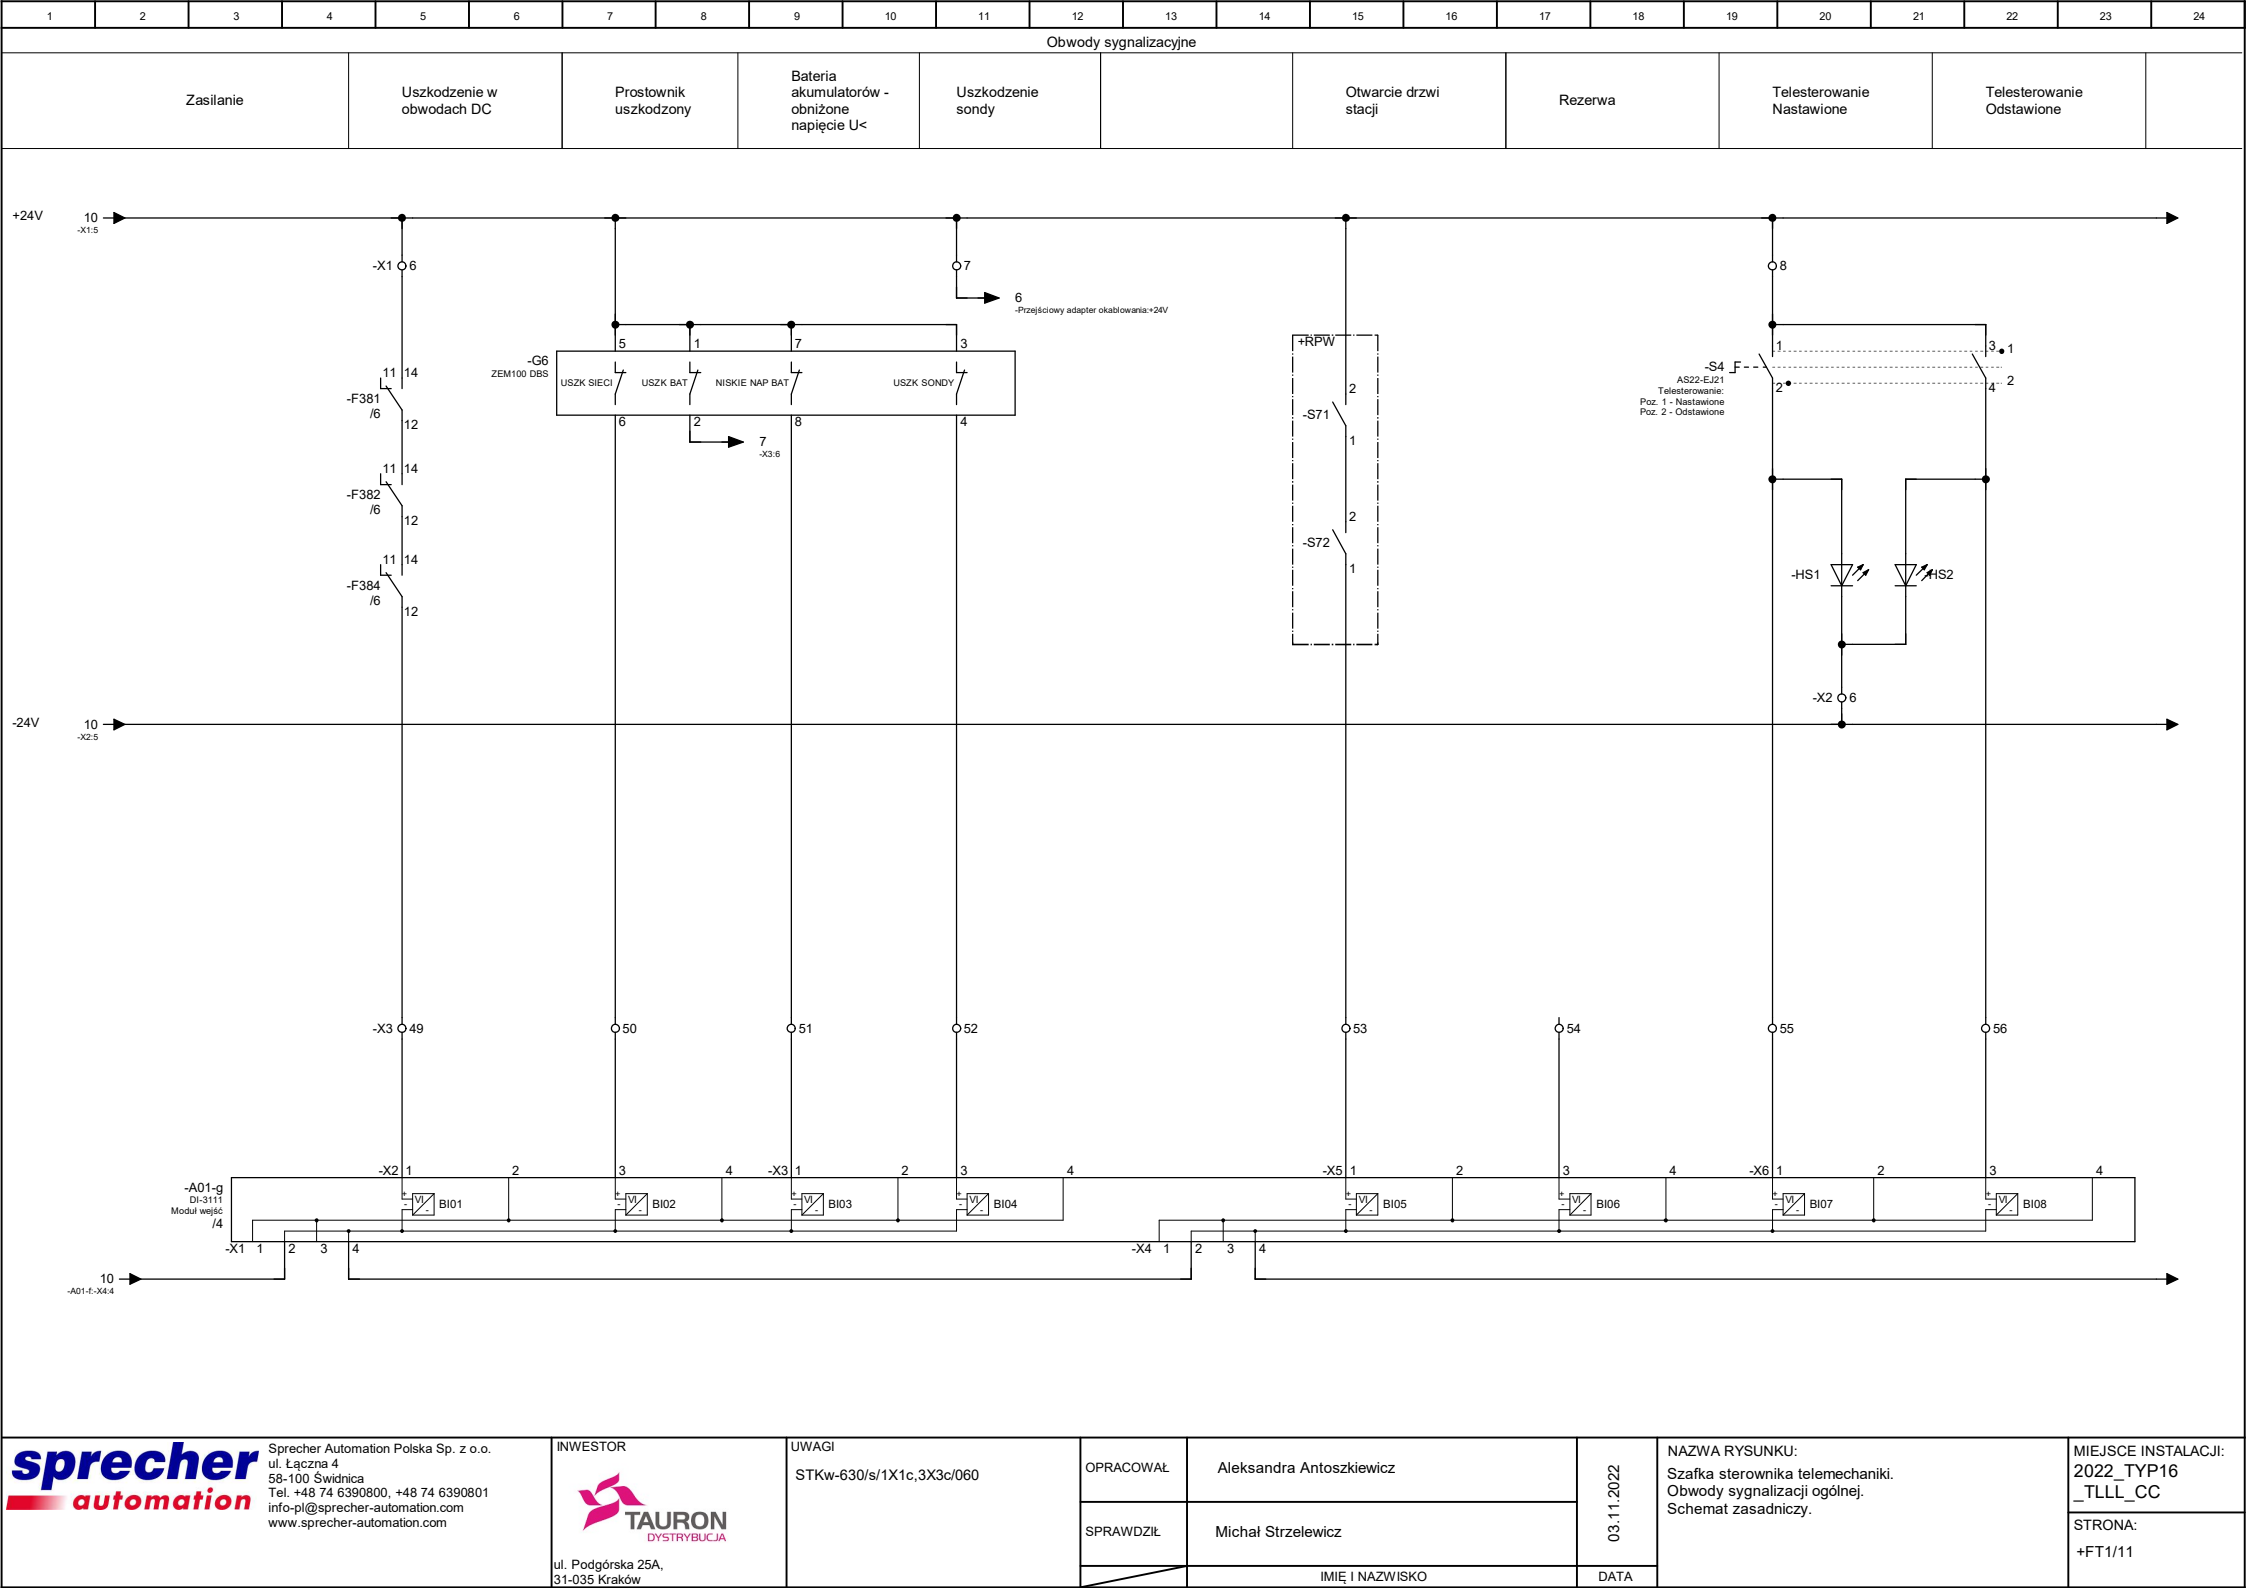 1 2 3 4 5 6 7 8 9 10 11 12 13 14 15 16 17 18 19 20 21 22 23 24
Obwody sygnalizacyjne
Zasilanie
Uszkodzenie w
obwodach DC
Prostownik
uszkodzony
Bateria
akumulatorów -
obniżone
napięcie U<
Uszkodzenie
sondy
Otwarcie drzwi
stacji
Rezerwa
Telesterowanie
Nastawione
Telesterowanie
Odstawione
+24V 10
-X1:5
-X1 6
7
8
6
-Przejściowy adapter okablowania:+24V
-G6
ZEM100 DBS
5 1 7 3
USZK SIECI USZK BAT NISKIE NAP BAT USZK SONDY
6 2 8 4
7
-X3:6
11 14
-F381
/6
12
11 14
-F382
/6
12
11 14
-F384
/6
12
+RPW
2
-S71
1
2
-S72
1
1 3 1
-S4
AS22-EJ21
Telesterowanie:
Poz. 1 - Nastawione
Poz. 2 - Odstawione
2 4 2
-HS1 -HS2
-X2 6
-24V 10
-X2:5
-X3 49 50 51 52 53 54 55 56
-X2 1 2 3 4 -X3 1 2 3 4 -X5 1 2 3 4 -X6 1 2 3 4
-A01-g
DI-3111
Moduł wejść
/4
+ - VI - BI01
+ - VI - BI02
+ - VI - BI03
+ - VI - BI04
+ - VI - BI05
+ - VI - BI06
+ - VI - BI07
+ - VI - BI08
-X1 1 2 3 4 -X4 1 2 3 4
10
-A01-f:-X4:4
sprecher
automation
Sprecher Automation Polska Sp. z o.o.
ul. Łączna 4
58-100 Świdnica
Tel. +48 74 6390800, +48 74 6390801
info-pl@sprecher-automation.com
www.sprecher-automation.com
INWESTOR
TAURON
DYSTRYBUCJA
ul. Podgórska 25A,
31-035 Kraków
UWAGI
STKw-630/s/1X1c,3X3c/060
OPRACOWAŁ Aleksandra Antoszkiewicz
SPRAWDZIŁ Michał Strzelewicz
IMIĘ I NAZWISKO
03.11.2022
DATA
NAZWA RYSUNKU:
Szafka sterownika telemechaniki.
Obwody sygnalizacji ogólnej.
Schemat zasadniczy.
MIEJSCE INSTALACJI:
2022_TYP16
_TLLL_CC
STRONA:
+FT1/11